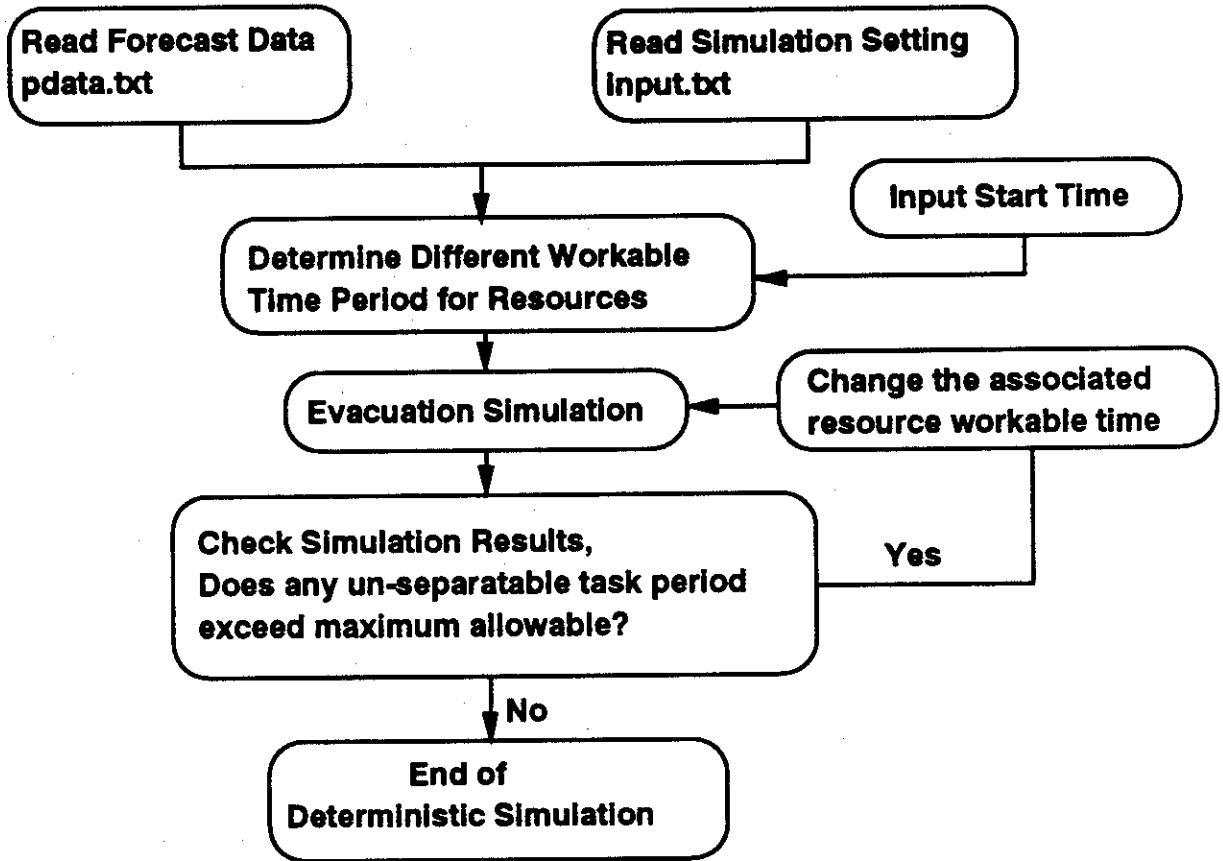 Read Forecast Data
pdata.txt
Read Simulation Setting
input.txt
Input Start Time
Determine Different Workable
Time Period for Resources
Evacuation Simulation
Change the associated
resource workable time
Check Simulation Results,
Does any un-separatable task period
exceed maximum allowable?
Yes
No
End of
Deterministic Simulation